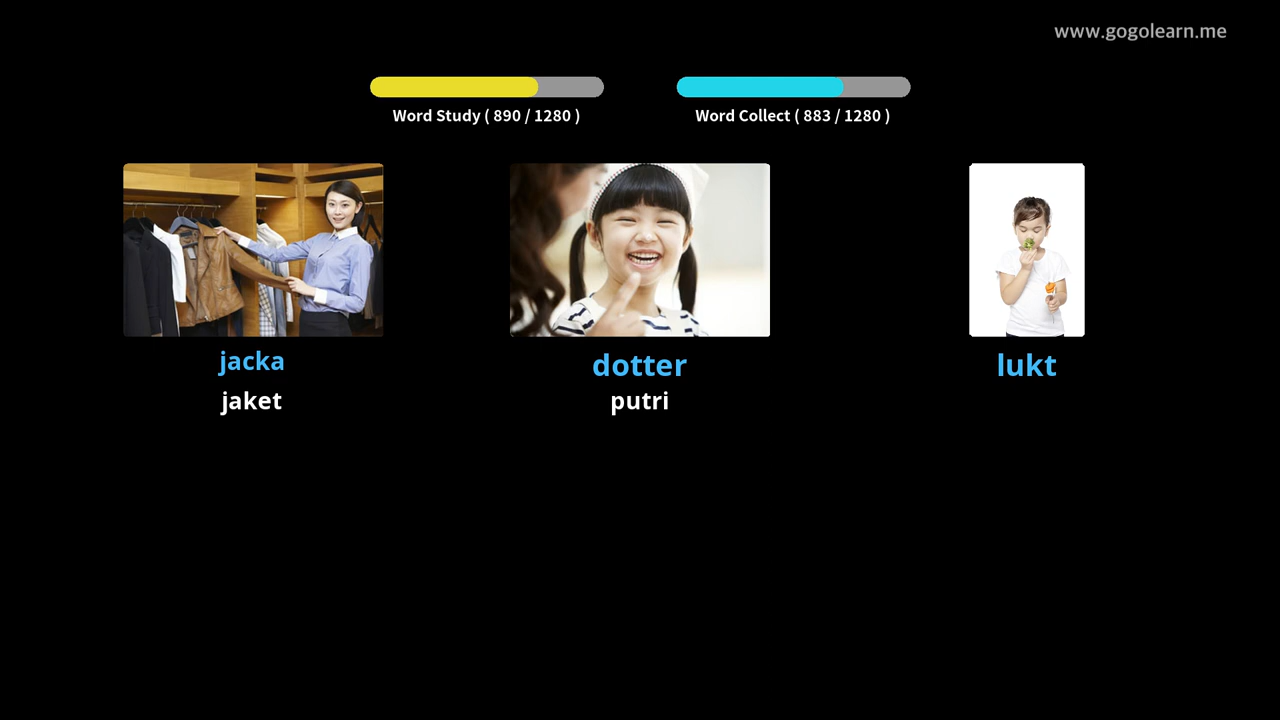 www.gogolearn.me
Word Study ( 890 / 1280 )
Word Collect ( 883 / 1280 )
jacka
jaket
dotter
putri
lukt